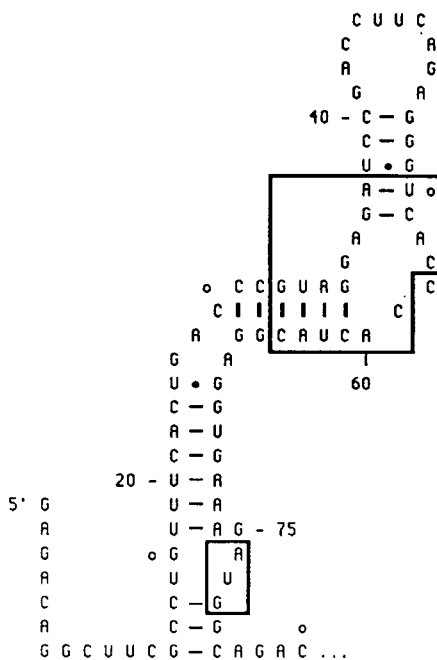 C U U C
C A
A G
G A
40 - C – G
C – G
U • G
A – U o
G – C
A A
G C
o C C G U A G C
C C
A G G C A U C A
G A 60
U • G
C – G
A – U
C – G
20 - U – A
5' G U – A
A U – A G - 75
G o G A
A U U
C C – G
A C – G o
G G C U U C G – C A G A C ...